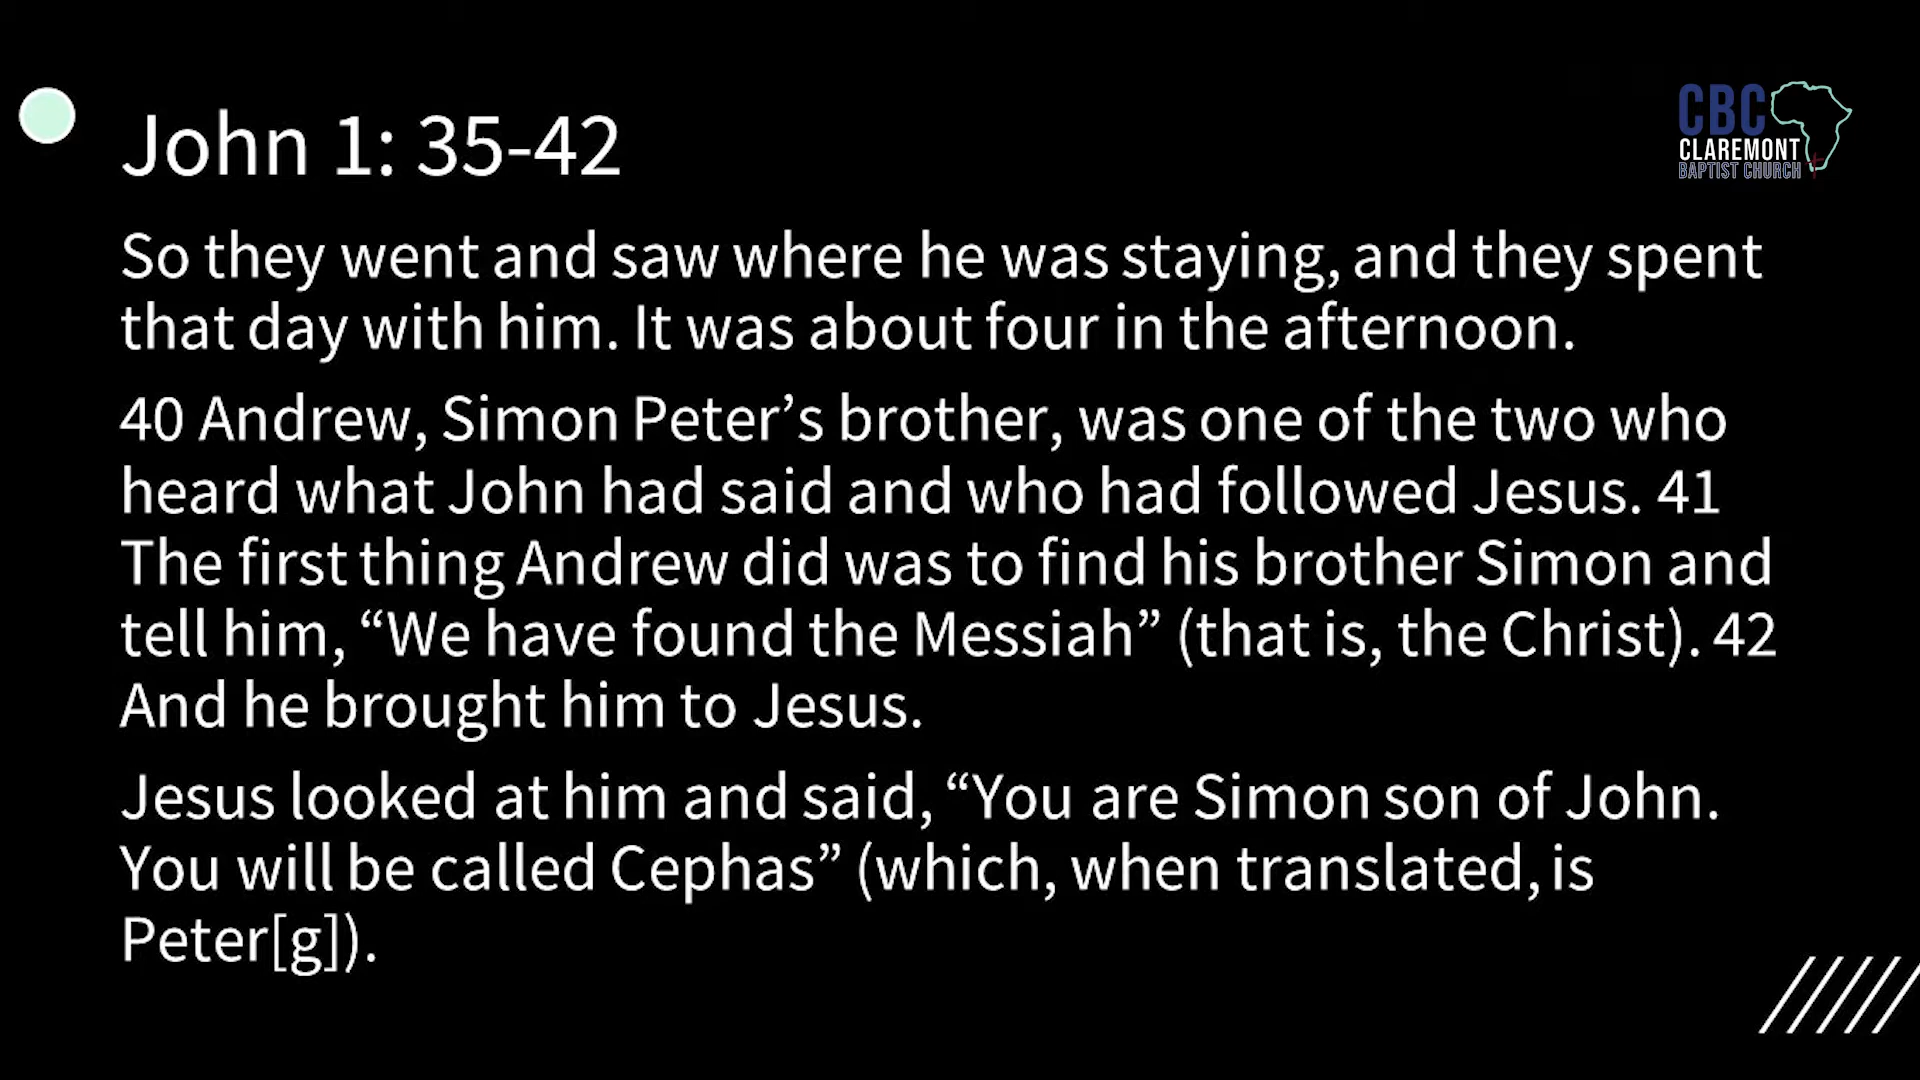 John 1: 35-42
CBC
CLAREMONT
BAPTIST CHURCH
So they went and saw where he was staying, and they spent
that day with him. It was about four in the afternoon.
40 Andrew, Simon Peter’s brother, was one of the two who
heard what John had said and who had followed Jesus. 41
The first thing Andrew did was to find his brother Simon and
tell him, “We have found the Messiah” (that is, the Christ). 42
And he brought him to Jesus.
Jesus looked at him and said, “You are Simon son of John.
You will be called Cephas” (which, when translated, is
Peter[g]).